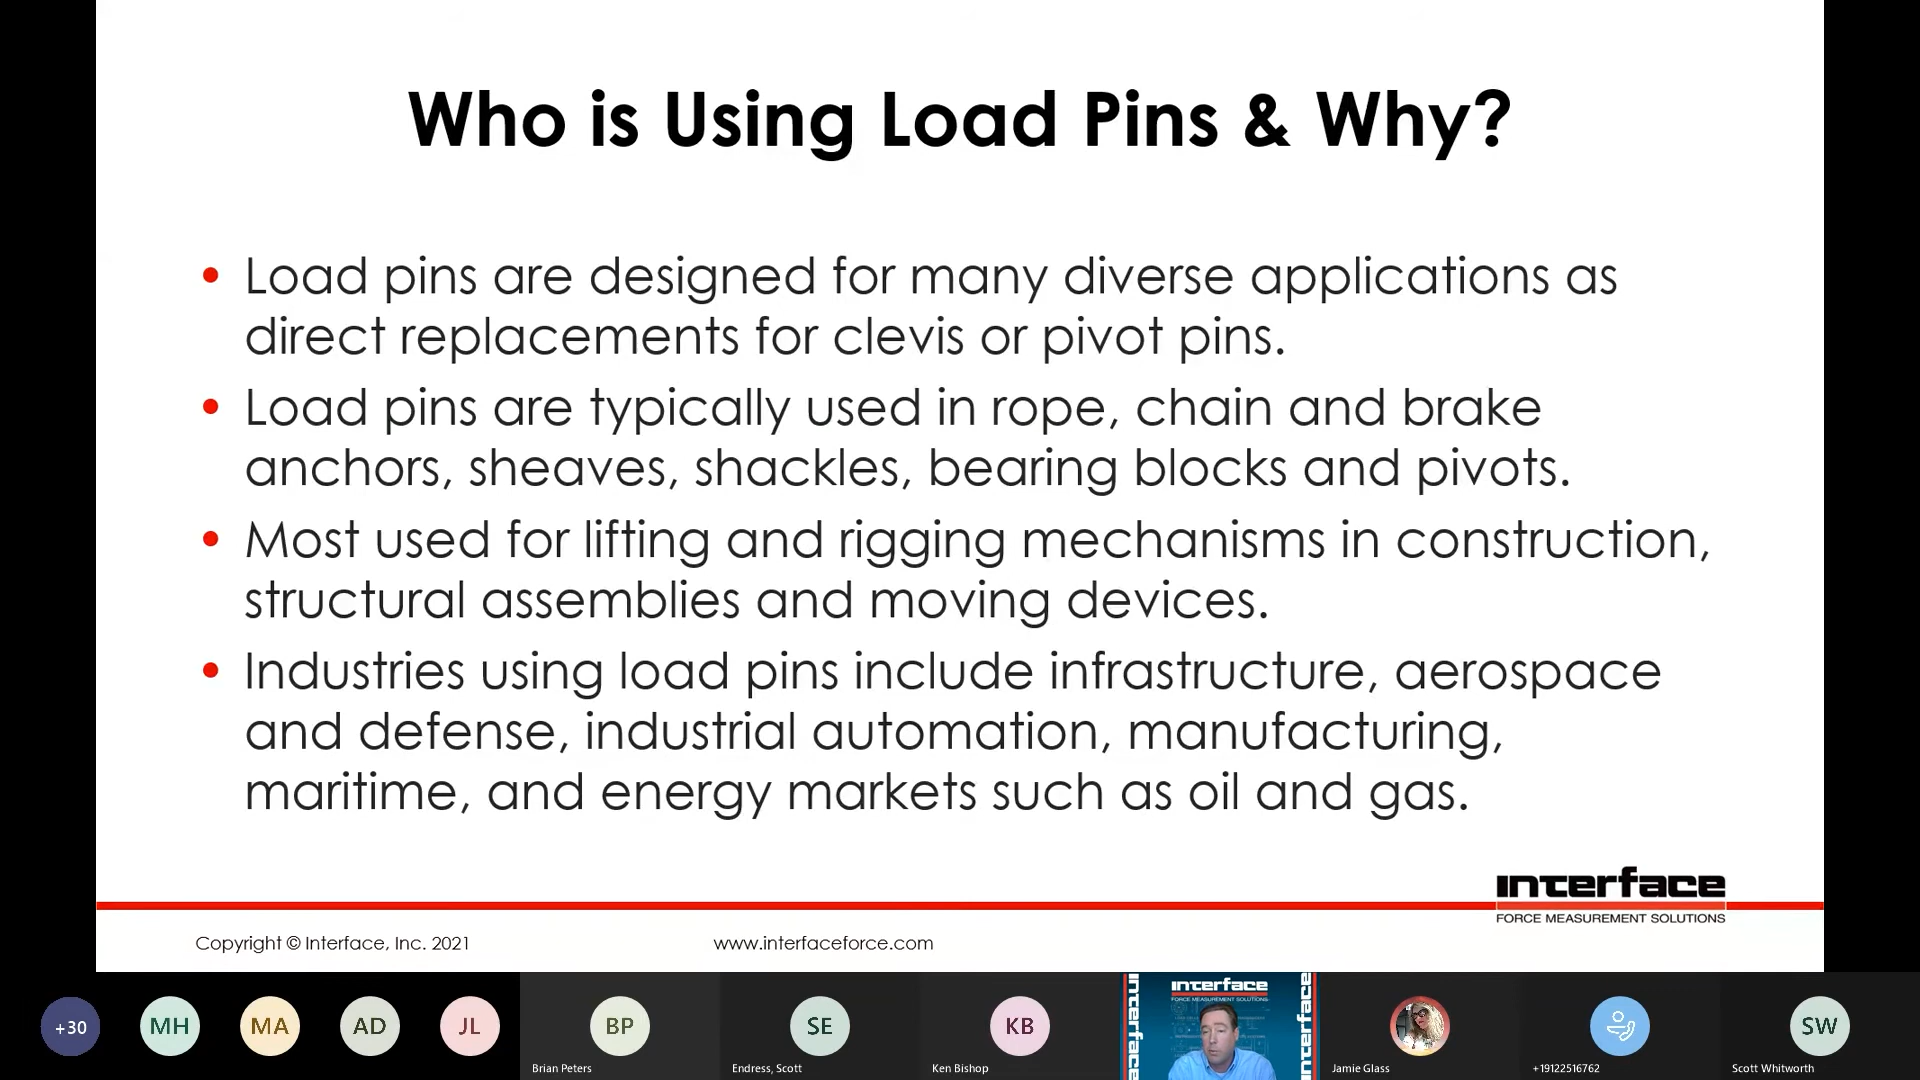 Who is Using Load Pins & Why?
• Load pins are designed for many diverse applications as
direct replacements for clevis or pivot pins.
• Load pins are typically used in rope, chain and brake
anchors, sheaves, shackles, bearing blocks and pivots.
• Most used for lifting and rigging mechanisms in construction,
structural assemblies and moving devices.
• Industries using load pins include infrastructure, aerospace
and defense, industrial automation, manufacturing,
maritime, and energy markets such as oil and gas.
interface
FORCE MEASUREMENT SOLUTIONS
Copyright © Interface, Inc. 2021
www.interfaceforce.com
+30
MH
MA
AD
JL
BP
SE
KB
interface
FORCE MEASUREMENT SOLUTIONS
interface
interface
SW
Brian Peters
Endress, Scott
Ken Bishop
Jamie Glass
+19122516762
Scott Whitworth